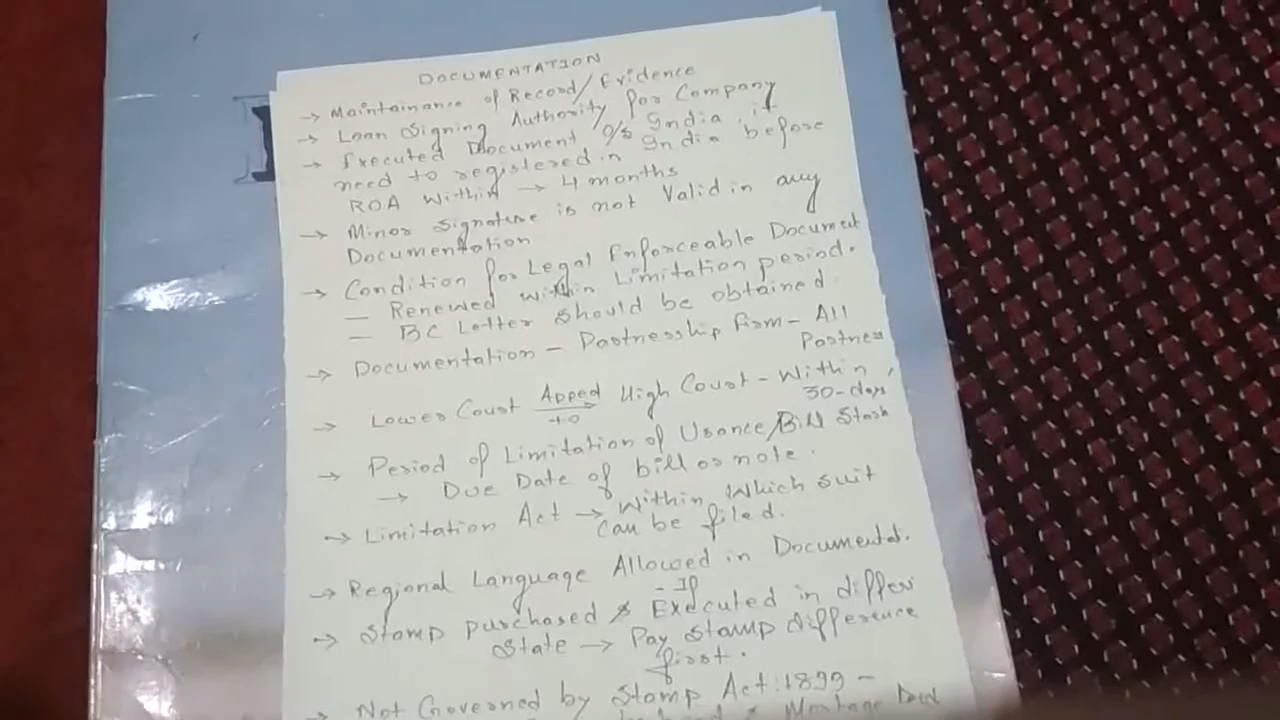 DOCUMENTATION
→ Maintainance of Record/Evidence
→ Loan Signing Authority for Company
→ Executed Document o/s India, it
need to registered in India before
ROA within → 4 months
→ Minor Signature is not Valid in any
Documentation
→ Condition for Legal Enforceable Document
— Renewed within Limitation period.
— BC Letter should be obtained.
→ Documentation - Partnership firm - All
Partner
→ Lower Court Apped to High Court - Within
30-days
→ Period of Limitation of Usance/Bill Stash
→ Due Date of bill or note.
→ Limitation Act → Within Which suit
can be filed.
→ Regional Language Allowed in Documentat.
→ Stamp purchased & Executed in differ
- If
State → Pay Stamp difference
first.
→ Not Governed by Stamp Act: 1899 -
& Mortage Deed